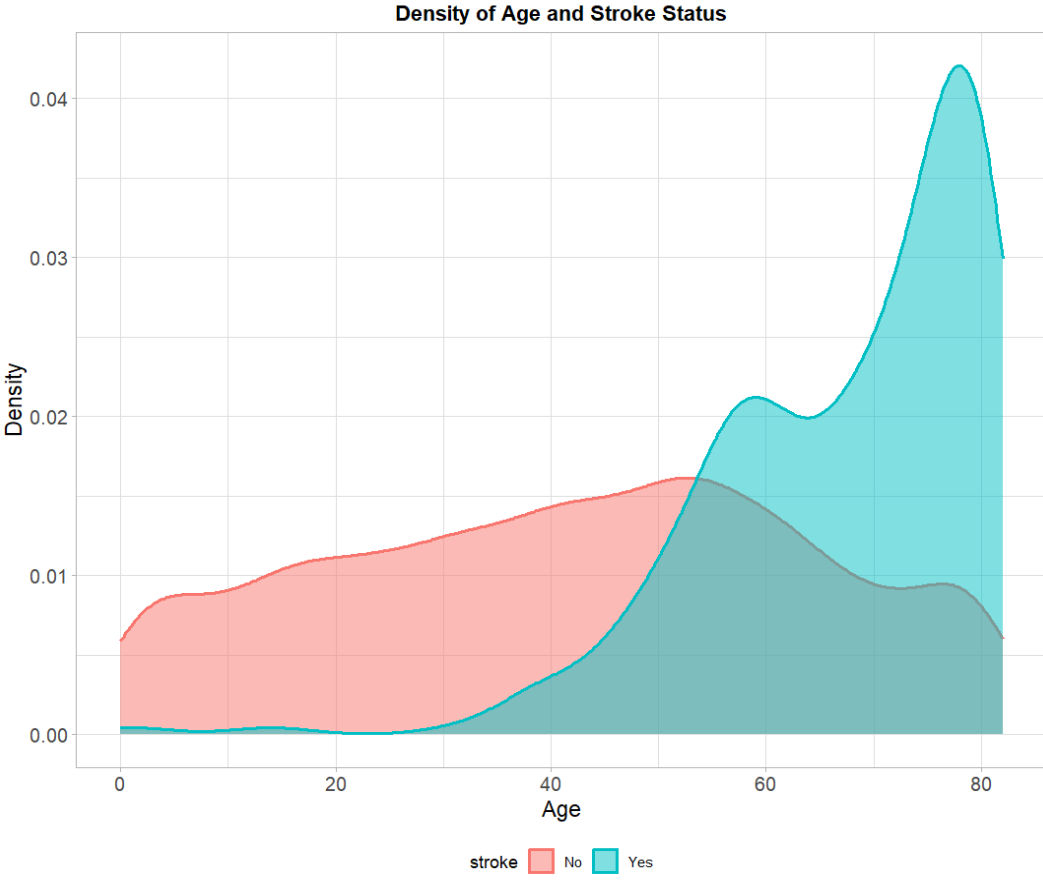 Density of Age and Stroke Status
0.04
0.03
0.02
0.01
0.00
Density
0 20 40 60 80
Age
stroke No Yes